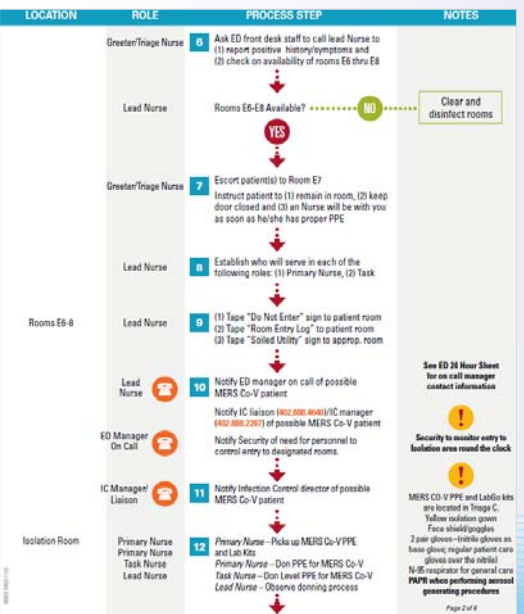 LOCATION ROLE PROCESS STEP NOTES
Greeter/Triage Nurse
6
Ask ED front desk staff to call lead Nurse to
(1) report positive history/symptoms and
(2) check on availability of rooms E6 thru E8
Lead Nurse
Rooms E6-E8 Available?
NO
Clear and
disinfect rooms
YES
Greeter/Triage Nurse
7
Escort patient(s) to Room E7
Instruct patient to (1) remain in room, (2) keep
door closed and (3) an Nurse will be with you
as soon as he/she has proper PPE
Lead Nurse
8
Establish who will serve in each of the
following roles: (1) Primary Nurse, (2) Task
Rooms E6-8
Lead Nurse
9
(1) Tape "Do Not Enter" sign to patient room
(2) Tape "Room Entry Log" to patient room
(3) Tape "Soiled Utility" sign to approp. room
Lead
Nurse
10
Notify ED manager on call of possible
MERS Co-V patient
Notify IC liaison (402.888.4646)/IC manager
(402.888.2287) of possible MERS Co-V patient
ED Manager
On Call
Notify Security of need for personnel to
control entry to designated rooms.
See ED 24 Hour Sheet
for on call manager
contact information
!
Security to monitor entry to
Isolation area round the clock
IC Manager/
Liaison
11
Notify Infection Control director of possible
MERS Co-V patient
!
MERS CO-V PPE and LabGo kits
are located in Triage C.
Yellow isolation gown
Face shield/goggles
2 pair gloves–(nitrile gloves as
base glove; regular patient care
gloves over the nitrile)
N-95 respirator for general care
PAPR when performing aerosol
generating procedures
Isolation Room
Primary Nurse
Primary Nurse
Task Nurse
Lead Nurse
12
Primary Nurse – Picks up MERS Co-V PPE
and Lab Kits
Primary Nurse – Don PPE for MERS Co-V
Task Nurse – Don Level PPE for MERS Co-V
Lead Nurse – Observe donning process
Page 2 of 4